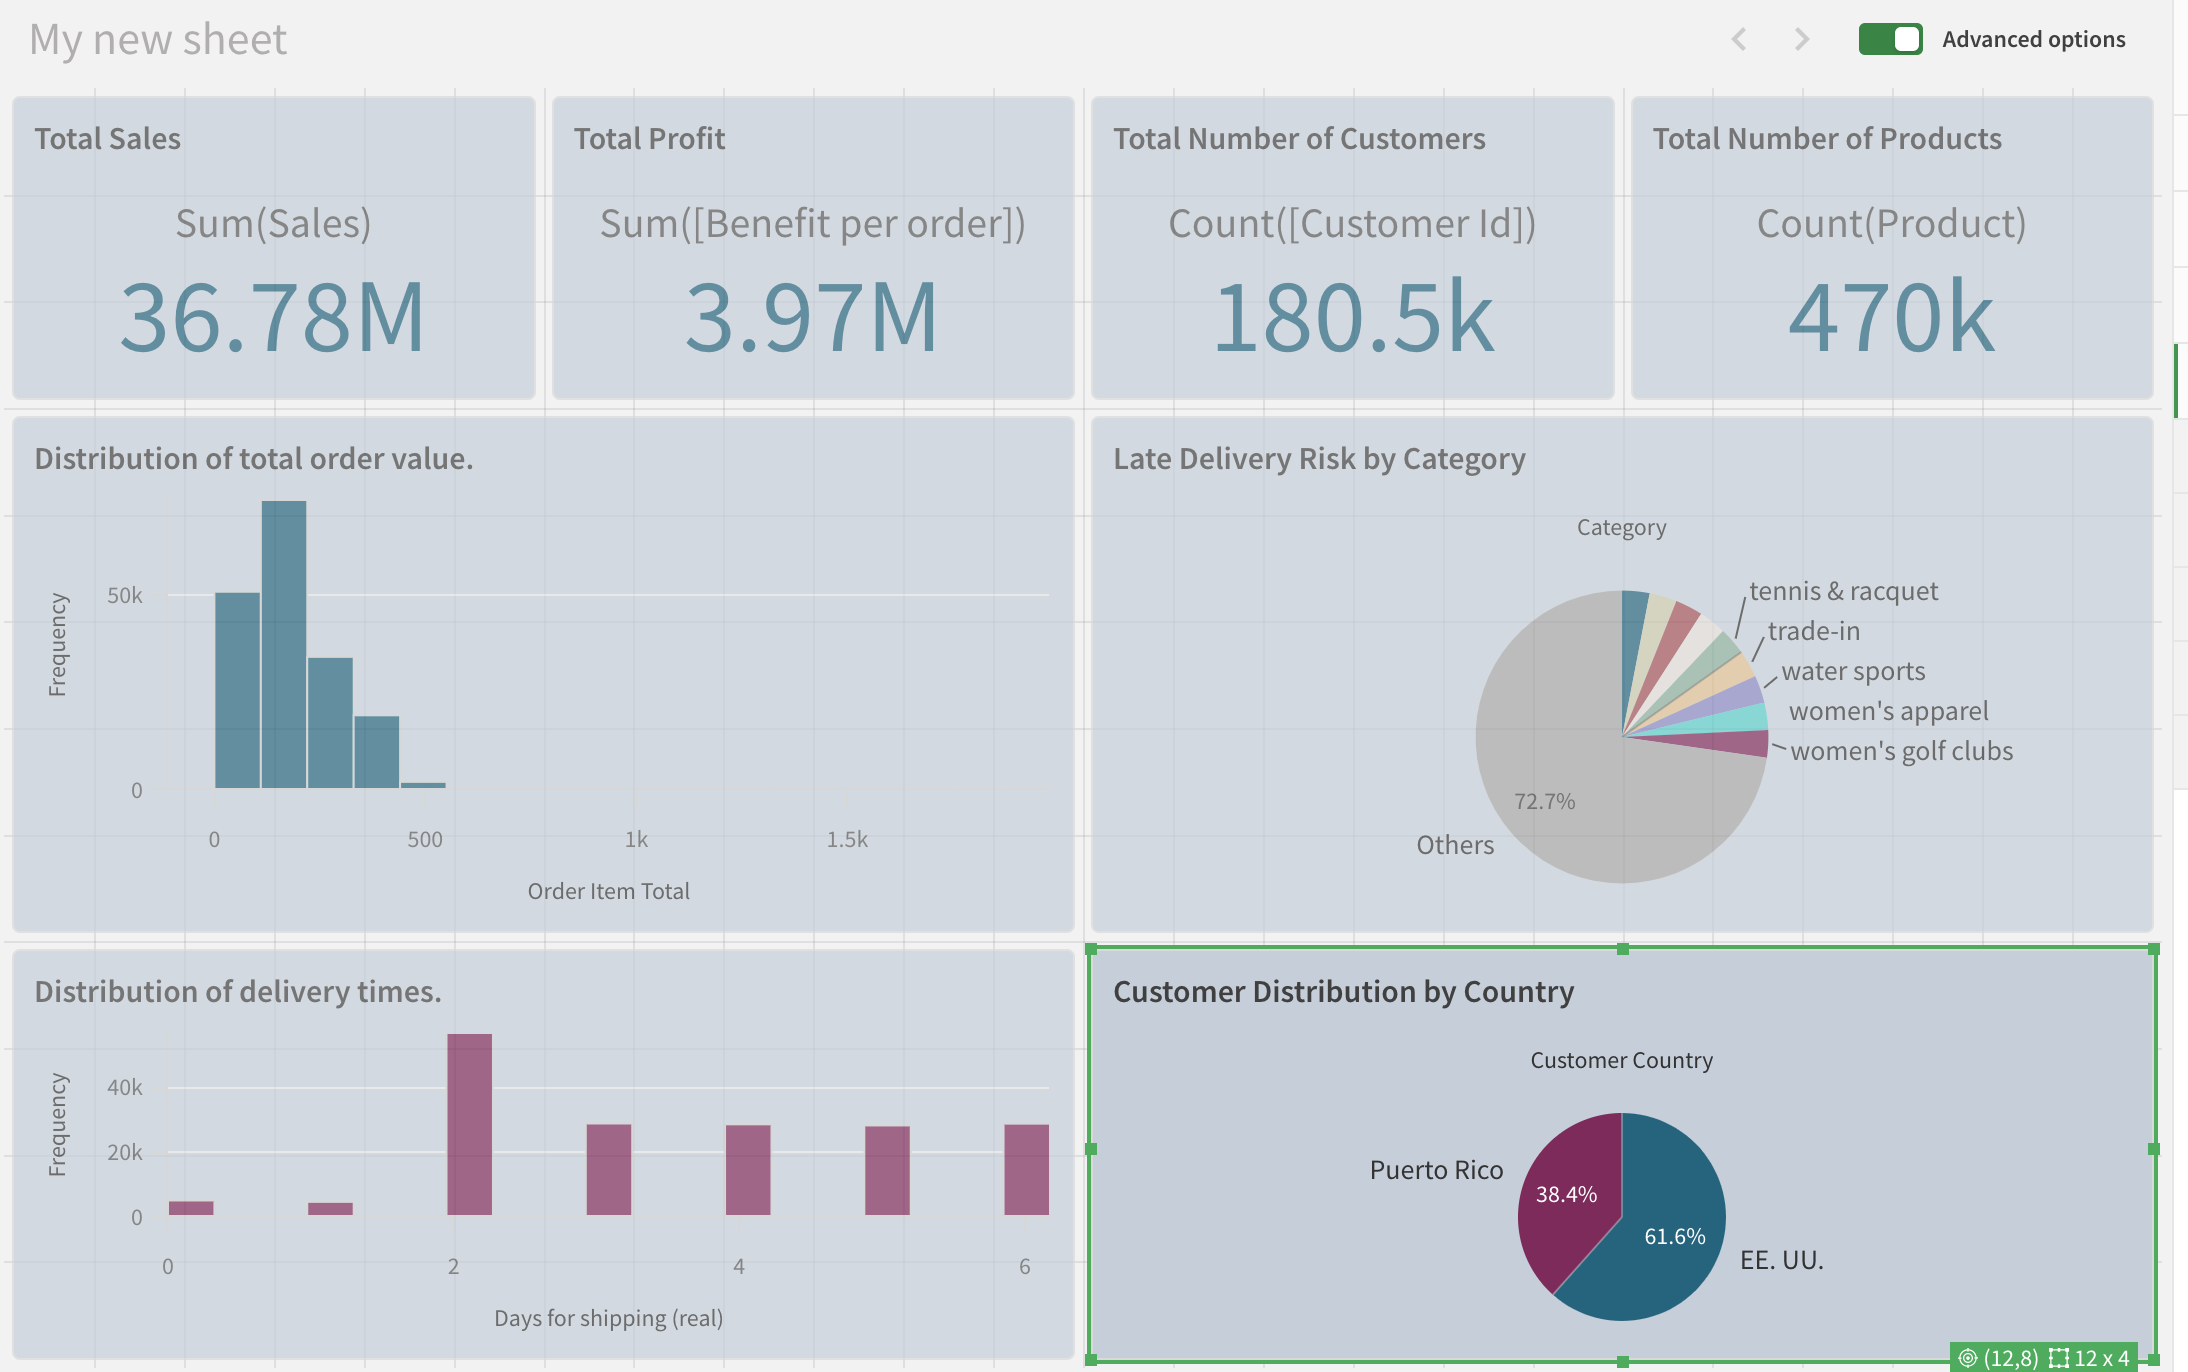 My new sheet
Advanced options
Total Sales
Sum(Sales)
36.78M
Total Profit
Sum([Benefit per order])
3.97M
Total Number of Customers
Count([Customer Id])
180.5k
Total Number of Products
Count(Product)
470k
Distribution of total order value.
Frequency
50k
0
0
500
1k
1.5k
Order Item Total
Late Delivery Risk by Category
Category
tennis & racquet
trade-in
water sports
women's apparel
women's golf clubs
72.7%
Others
Distribution of delivery times.
Frequency
40k
20k
0
0
2
4
6
Days for shipping (real)
Customer Distribution by Country
Customer Country
Puerto Rico
38.4%
61.6%
EE. UU.
(12,8) 12 x 4